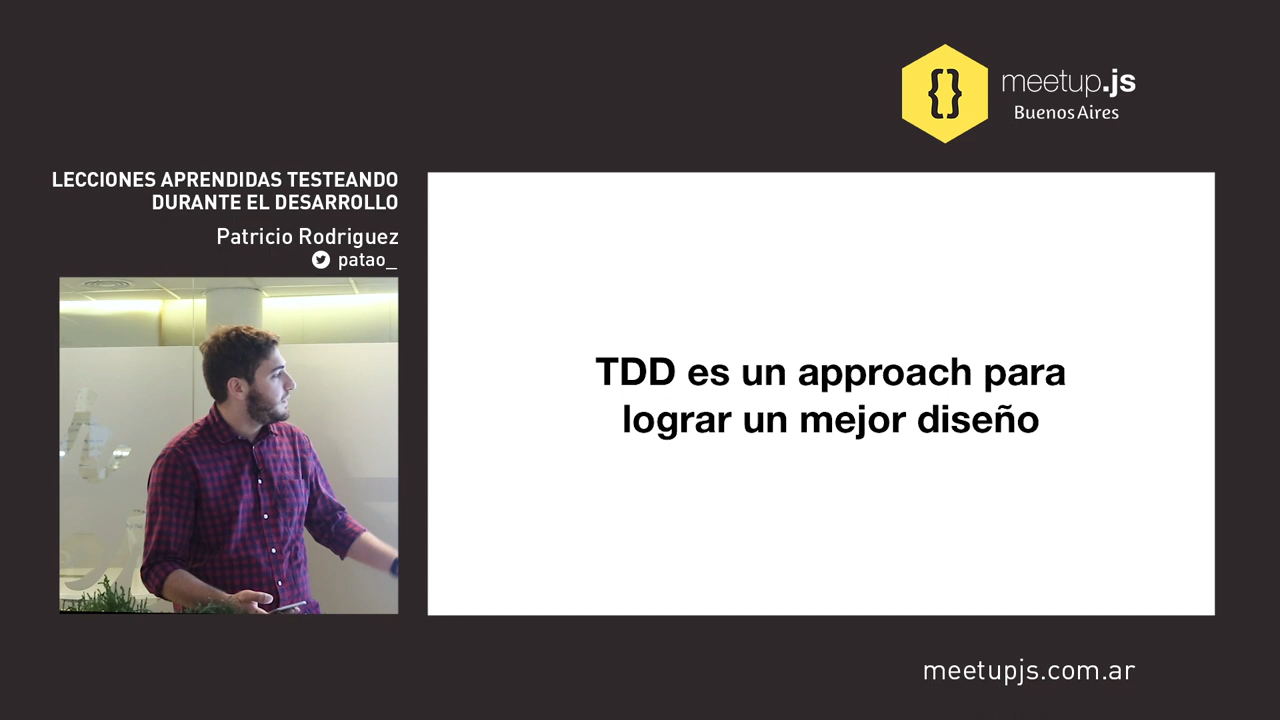 {}
meetup.js
Buenos Aires
LECCIONES APRENDIDAS TESTEANDO
DURANTE EL DESARROLLO
Patricio Rodriguez
patao_
TDD es un approach para
lograr un mejor diseño
meetupjs.com.ar